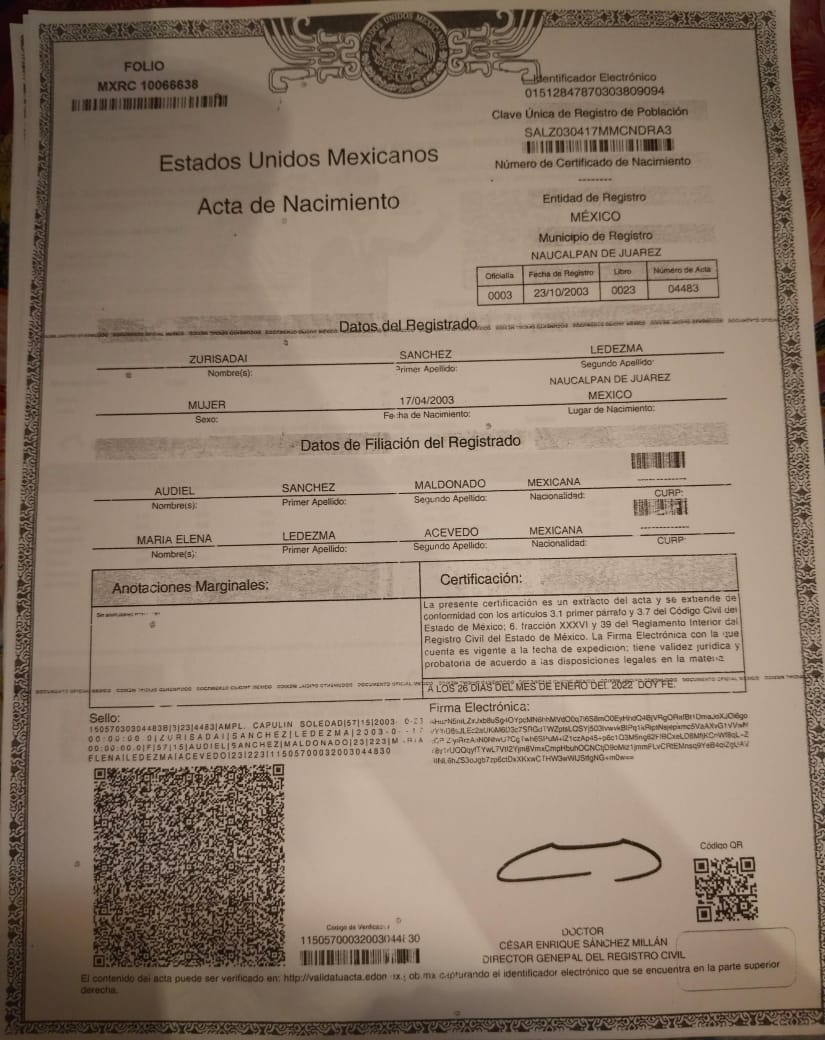 ESTADOS UNIDOS MEXICANOS
FOLIO
MXRC 10066638
Identificador Electrónico
01512847870303809094
Clave Única de Registro de Población
SALZ030417MMCNDRA3
Número de Certificado de Nacimiento
--------
Estados Unidos Mexicanos
Acta de Nacimiento
Entidad de Registro
MÉXICO
Municipio de Registro
NAUCALPAN DE JUAREZ
Oficialía Fecha de Registro Libro Número de Acta
0003 23/10/2003 0023 04483
Datos del Registrado
ZURISADAI SANCHEZ LEDEZMA
Nombre(s): Primer Apellido: Segundo Apellido:
MUJER 17/04/2003 NAUCALPAN DE JUAREZ
MEXICO
Sexo: Fecha de Nacimiento: Lugar de Nacimiento:
Datos de Filiación del Registrado
AUDIEL SANCHEZ MALDONADO MEXICANA ------------
Nombre(s): Primer Apellido: Segundo Apellido: Nacionalidad: CURP:
MARIA ELENA LEDEZMA ACEVEDO MEXICANA ------------
Nombre(s): Primer Apellido: Segundo Apellido: Nacionalidad: CURP:
Anotaciones Marginales:
Certificación:
La presente certificación es un extracto del acta y se extiende de
conformidad con los artículos 3.1 primer párrafo y 3.7 del Código Civil del
Estado de México; 6. fracción XXXVI y 39 del Reglamento Interior del
Registro Civil del Estado de México. La Firma Electrónica con la que
cuenta es vigente a la fecha de expedición; tiene validez jurídica y
probatoria de acuerdo a las disposiciones legales en la materia
A LOS 26 DÍAS DEL MES DE ENERO DEL 2022 DOY FE.
Sello:
Firma Electrónica:
Código QR
Código de Verificación
DOCTOR
CÉSAR ENRIQUE SÁNCHEZ MILLÁN
DIRECTOR GENERAL DEL REGISTRO CIVIL
El contenido del acta puede ser verificado en: capturando el identificador electrónico que se encuentra en la parte superior
derecha.